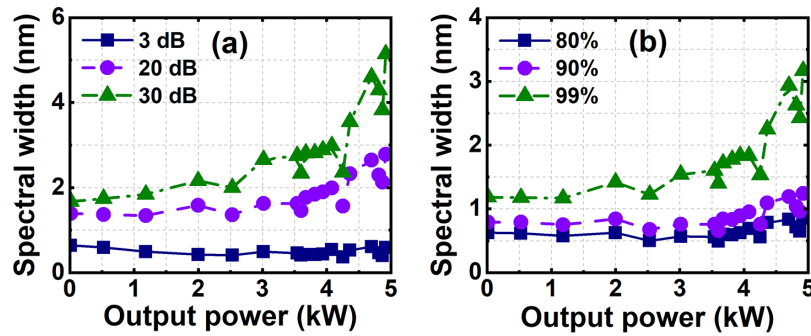 Spectral width (nm)
6
4
2
0
(a)
3 dB
20 dB
30 dB
0 1 2 3 4 5
Output power (kW)
Spectral width (nm)
4
3
2
1
0
80%
90%
99%
(b)
0 1 2 3 4 5
Output power (kW)